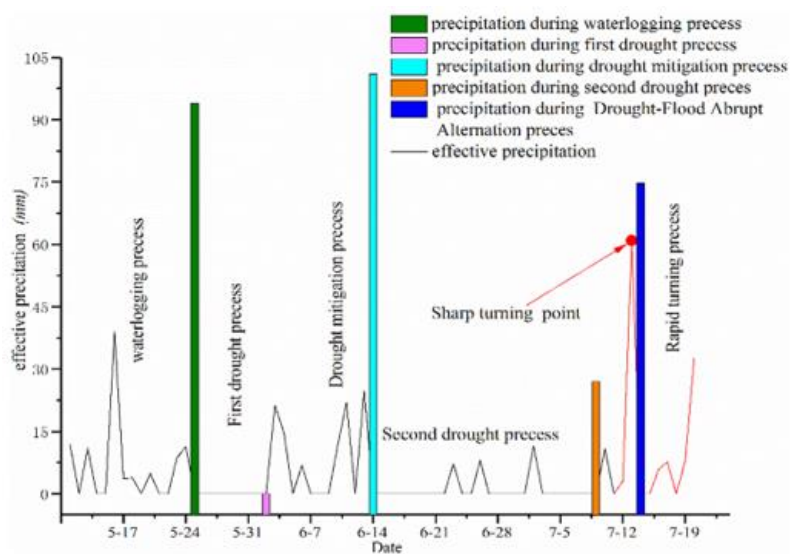 precipitation during waterlogging precess
precipitation during first drought precess
precipitation during drought mitigation precess
precipitation during second drought preces
precipitation during Drought-Flood Abrupt
Alternation preces
effective precipitation
effective precitation (mm)
105
90
75
60
45
30
15
0
waterlogging precess
First drought precess
Drought mitigation precess
Second drought precess
Sharp turning point
Rapid turning precess
5-17
5-24
5-31
6-7
6-14
6-21
6-28
7-5
7-12
7-19
Date